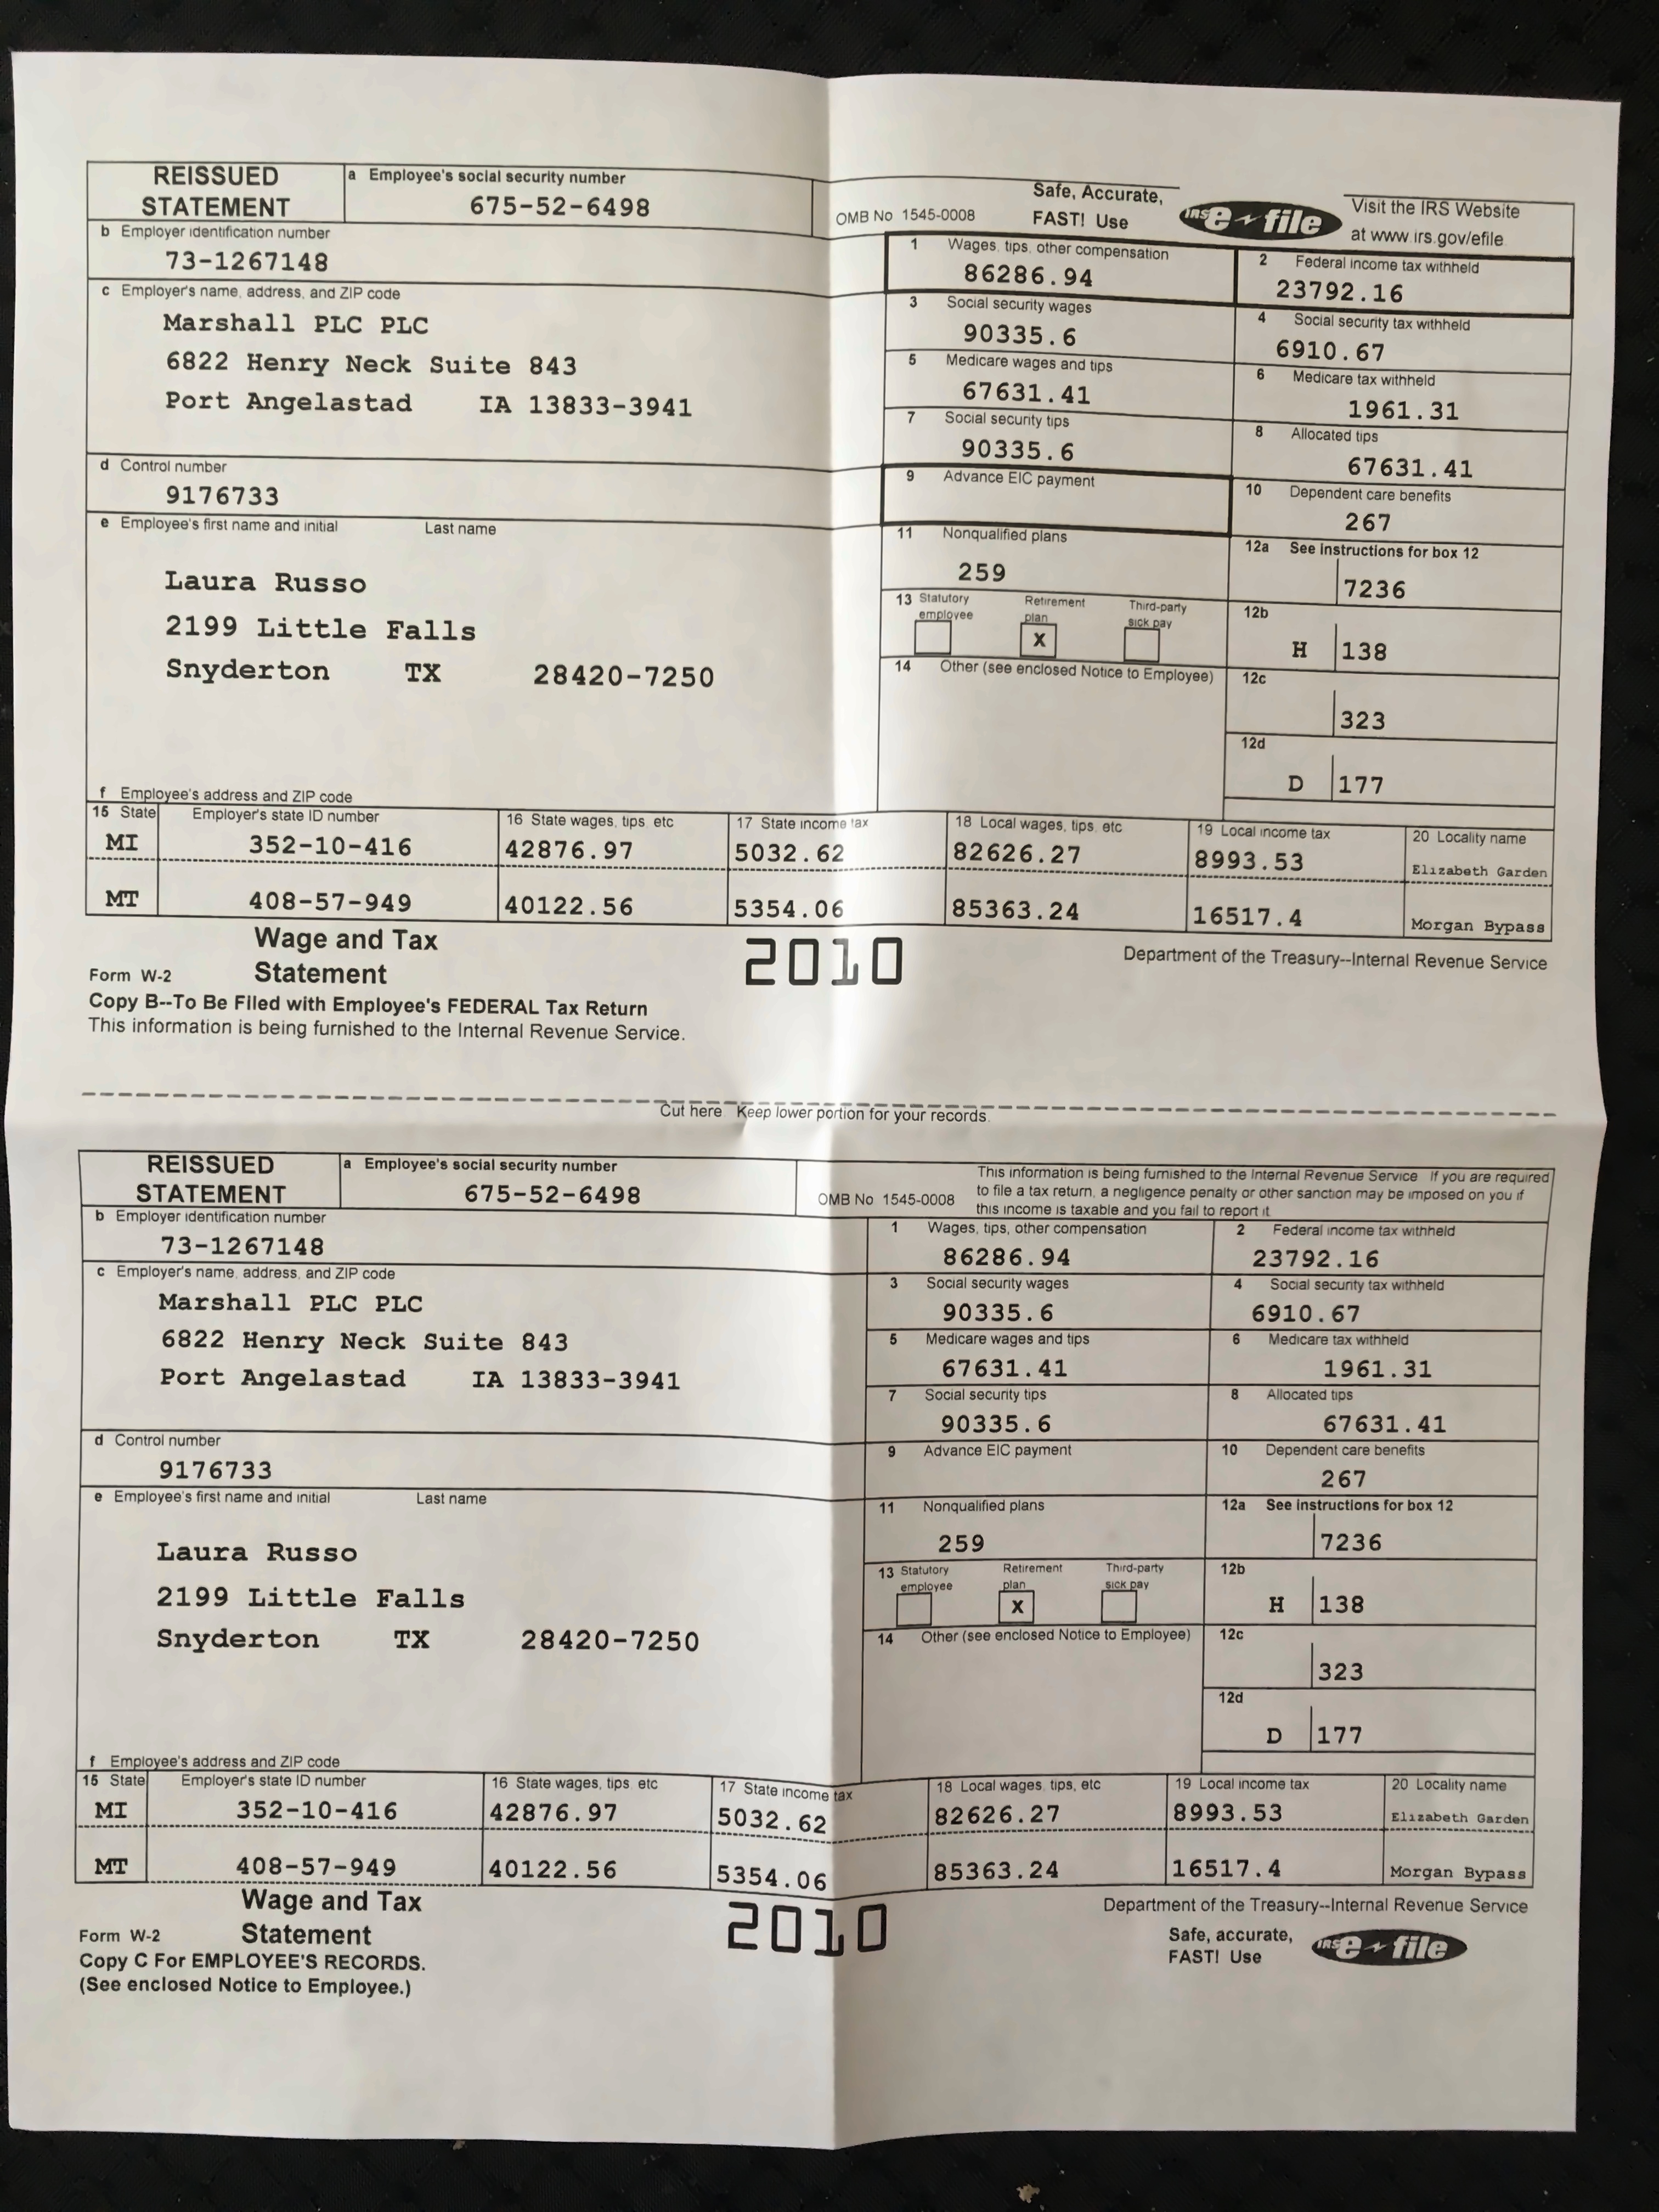 REISSUED
STATEMENT
a Employee's social security number
675-52-6498
OMB No 1545-0008
Safe, Accurate,
FAST! Use
IRS e-file
Visit the IRS Website
at www.irs.gov/efile
b Employer identification number
73-1267148
1 Wages, tips, other compensation
86286.94
2 Federal income tax withheld
23792.16
c Employer's name, address, and ZIP code
Marshall PLC PLC
6822 Henry Neck Suite 843
Port Angelastad IA 13833-3941
3 Social security wages
90335.6
4 Social security tax withheld
6910.67
5 Medicare wages and tips
67631.41
6 Medicare tax withheld
1961.31
7 Social security tips
90335.6
8 Allocated tips
67631.41
d Control number
9176733
9 Advance EIC payment
10 Dependent care benefits
267
e Employee's first name and initial Last name
Laura Russo
2199 Little Falls
Snyderton TX 28420-7250
11 Nonqualified plans
259
12a See instructions for box 12
7236
13 Statutory employee
Retirement plan
X
Third-party sick pay
12b
H 138
14 Other (see enclosed Notice to Employee)
12c
323
12d
D 177
f Employee's address and ZIP code
15 State Employer's state ID number 16 State wages, tips, etc 17 State income tax 18 Local wages, tips, etc 19 Local income tax 20 Locality name
MI 352-10-416 42876.97 5032.62 82626.27 8993.53 Elizabeth Garden
MT 408-57-949 40122.56 5354.06 85363.24 16517.4 Morgan Bypass
Wage and Tax
Form W-2 Statement
2010
Department of the Treasury--Internal Revenue Service
Copy B--To Be Filed with Employee's FEDERAL Tax Return
This information is being furnished to the Internal Revenue Service.
Cut here Keep lower portion for your records.
REISSUED
STATEMENT
a Employee's social security number
675-52-6498
OMB No 1545-0008
This information is being furnished to the Internal Revenue Service If you are required
to file a tax return, a negligence penalty or other sanction may be imposed on you if
this income is taxable and you fail to report it
b Employer identification number
73-1267148
1 Wages, tips, other compensation
86286.94
2 Federal income tax withheld
23792.16
c Employer's name, address, and ZIP code
Marshall PLC PLC
6822 Henry Neck Suite 843
Port Angelastad IA 13833-3941
3 Social security wages
90335.6
4 Social security tax withheld
6910.67
5 Medicare wages and tips
67631.41
6 Medicare tax withheld
1961.31
7 Social security tips
90335.6
8 Allocated tips
67631.41
d Control number
9176733
9 Advance EIC payment
10 Dependent care benefits
267
e Employee's first name and initial Last name
Laura Russo
2199 Little Falls
Snyderton TX 28420-7250
11 Nonqualified plans
259
12a See instructions for box 12
7236
13 Statutory employee
Retirement plan
X
Third-party sick pay
12b
H 138
14 Other (see enclosed Notice to Employee)
12c
323
12d
D 177
f Employee's address and ZIP code
15 State Employer's state ID number 16 State wages, tips, etc 17 State income tax 18 Local wages, tips, etc 19 Local income tax 20 Locality name
MI 352-10-416 42876.97 5032.62 82626.27 8993.53 Elizabeth Garden
MT 408-57-949 40122.56 5354.06 85363.24 16517.4 Morgan Bypass
Wage and Tax
Form W-2 Statement
2010
Department of the Treasury--Internal Revenue Service
Copy C For EMPLOYEE'S RECORDS.
(See enclosed Notice to Employee.)
Safe, accurate,
FAST! Use
IRS e-file